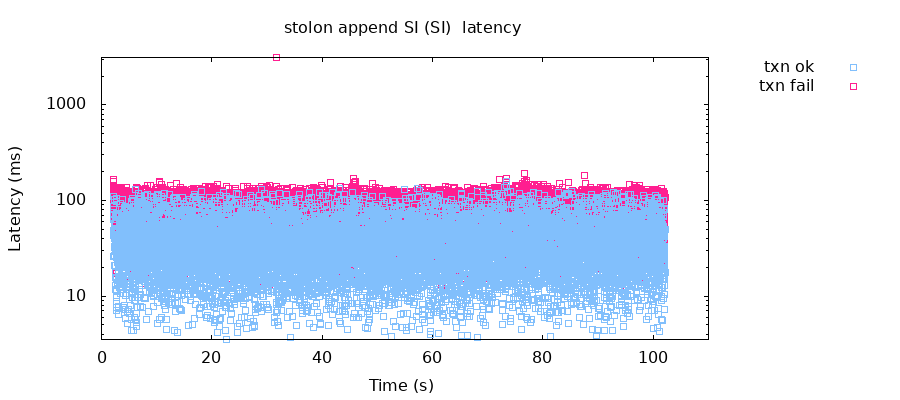 stolon append SI (SI)  latency
txn ok
txn fail
Latency (ms)
1000
100
10
0
20
40
60
80
100
Time (s)